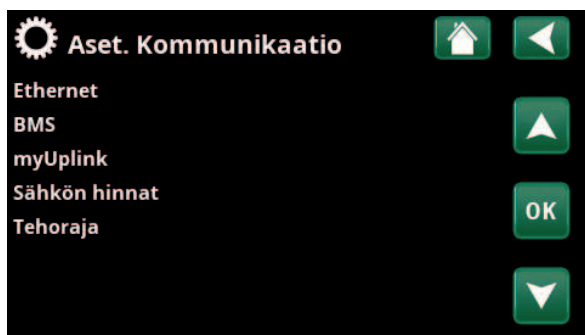 Aset. Kommunikaatio
Ethernet
BMS
myUplink
Sähkön hinnat
OK
Tehoraja